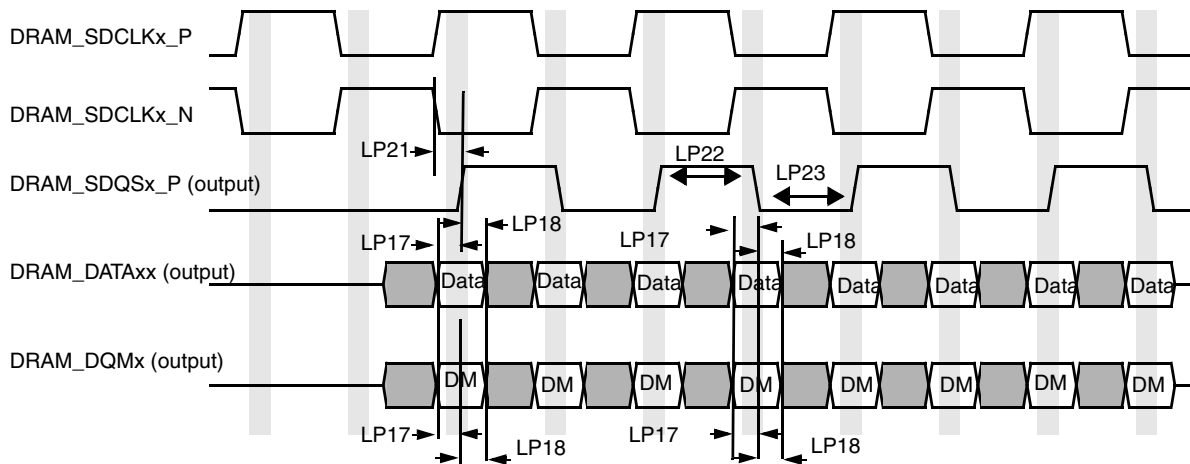 DRAM_SDCLKx_P
DRAM_SDCLKx_N
LP21
LP22
LP23
DRAM_SDQSx_P (output)
LP17
LP18
LP17
LP18
DRAM_DATAxx (output)
Data Data Data Data Data Data Data Data
DRAM_DQMx (output)
DM DM DM DM DM DM DM DM
LP17
LP18
LP17
LP18